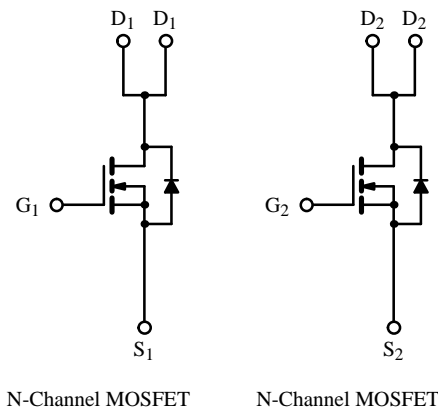 D1 D1 D2 D2
G1 G2
S1 S2
N-Channel MOSFET N-Channel MOSFET